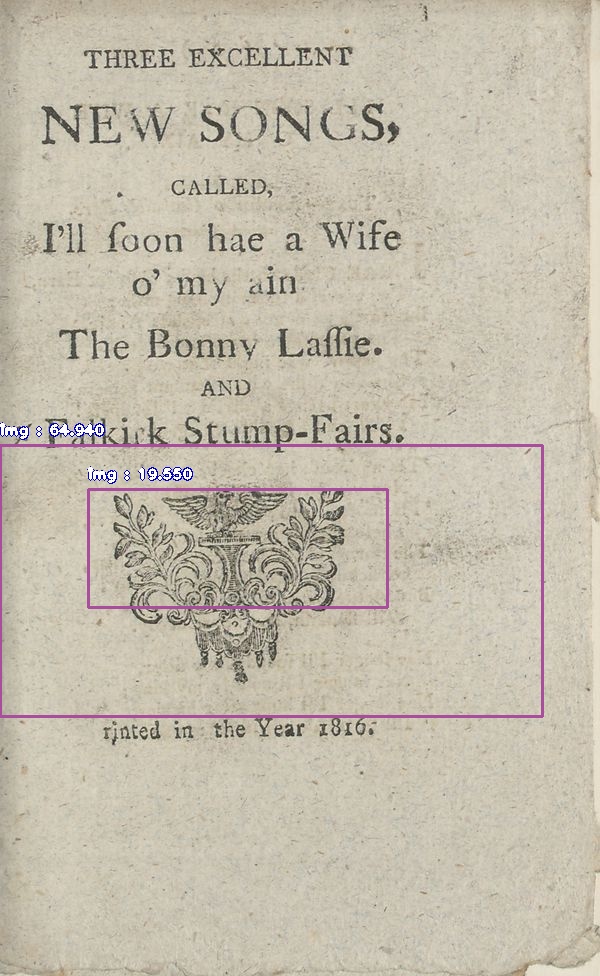 THREE EXCELLENT
NEW SONGS,
CALLED,
I'll ſoon hae a Wife
o' my ain
The Bonny Laſſie.
AND
Falkirk Stump-Fairs.
img : 64.940
img : 19.550
rinted in the Year 1816.